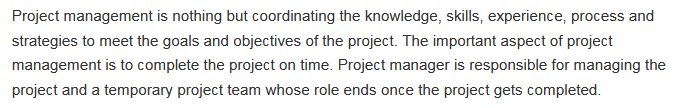 Project management is nothing but coordinating the knowledge, skills, experience, process and
strategies to meet the goals and objectives of the project. The important aspect of project
management is to complete the project on time. Project manager is responsible for managing the
project and a temporary project team whose role ends once the project gets completed.